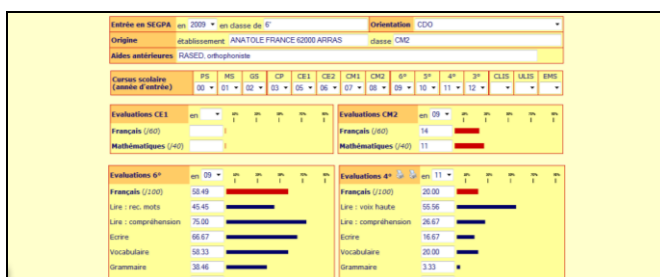 Entrée en SEGPA en 2009 en classe de 6° Orientation CDO
Origine établissement ANATOLE FRANCE 62000 ARRAS classe CM2
Aides antérieures RASED, orthophoniste
Cursus scolaire PS MS GS CP CE1 CE2 CM1 CM2 6° 5° 4° 3° CLIS ULIS EMS
(année d'entrée) 00 01 02 03 05 06 07 08 09 10 11 12
Evaluations CE1 en Evaluations CM2 en 09
Français (/60) Français (/60) 14
Mathématiques (/40) Mathématiques (/40) 11
Evaluations 6° en 09 Evaluations 4° en 11
Français (/100) 58.49 Français (/100) 20.00
Lire : rec. mots 45.45 Lire : voix haute 55.56
Lire : compréhension 75.00 Lire : compréhension 26.67
Ecrire 66.67 Ecrire 16.67
Vocabulaire 58.33 Vocabulaire 20.00
Grammaire 38.46 Grammaire 3.33